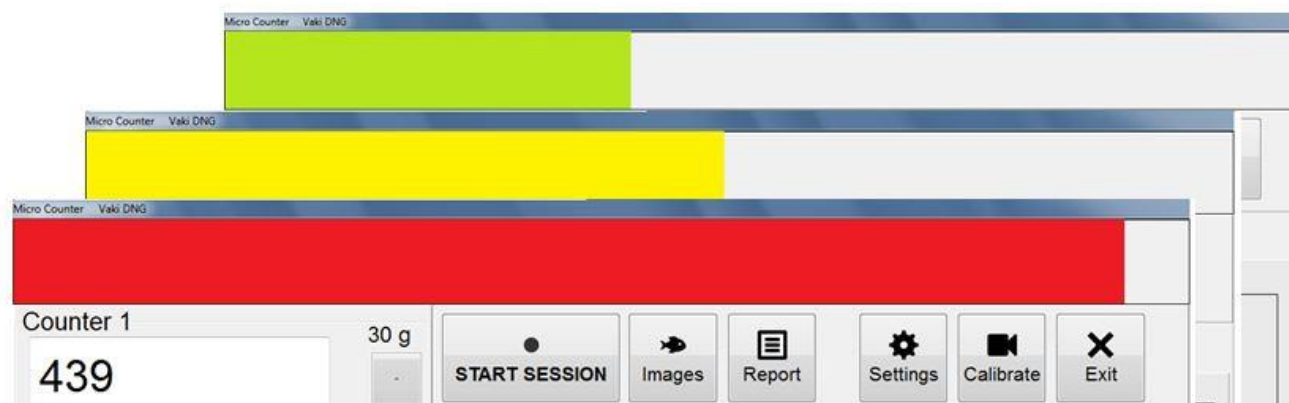 Micro Counter Vaki DNG
Micro Counter Vaki DNG
Micro Counter Vaki DNG
Counter 1
30 g
439
-
START SESSION
Images
Report
Settings
Calibrate
Exit